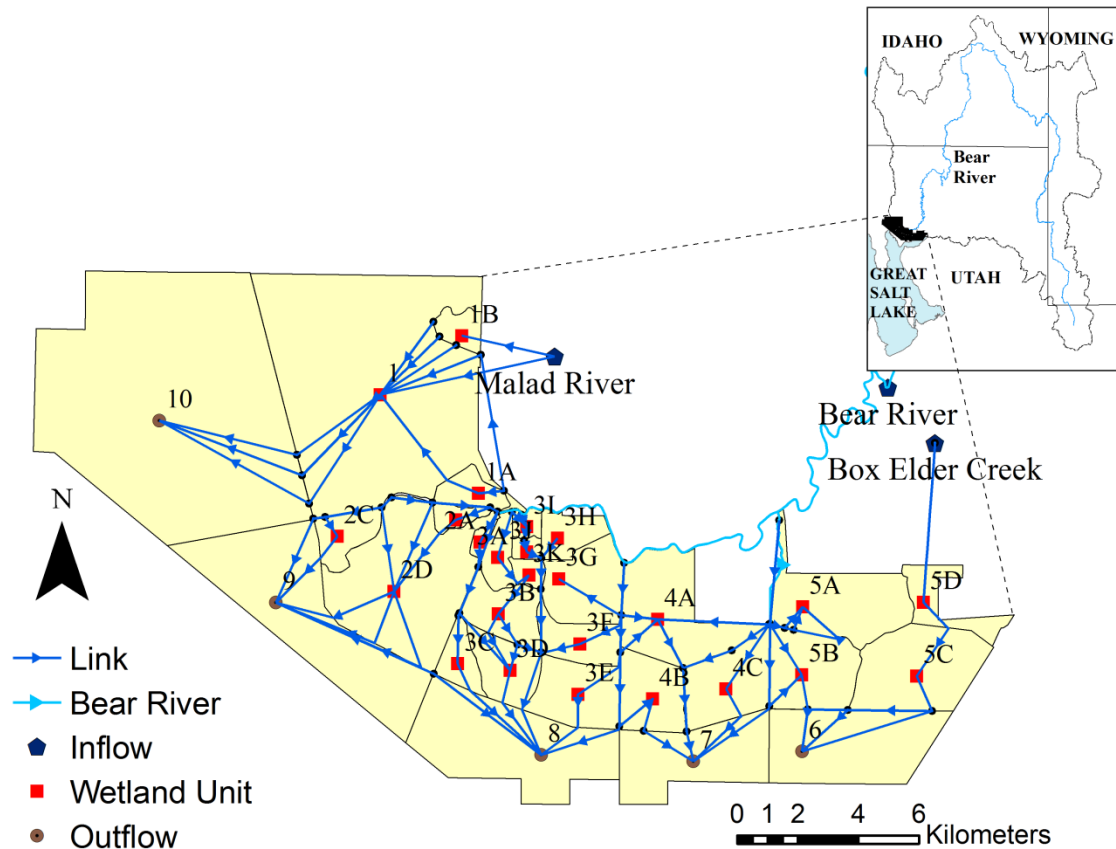 IDAHO
WYOMING
Bear
River
GREAT
SALT
LAKE
UTAH
1B
Malad River
1
10
Bear River
Box Elder Creek
N
1A
2C
2A
3I
3H
3J
3A
3K
3G
9
2D
3B
4A
5A
5D
3F
3C
3D
3E
4B
4C
5B
5C
8
7
6
Link
Bear River
Inflow
Wetland Unit
Outflow
0 1 2 4 6
Kilometers